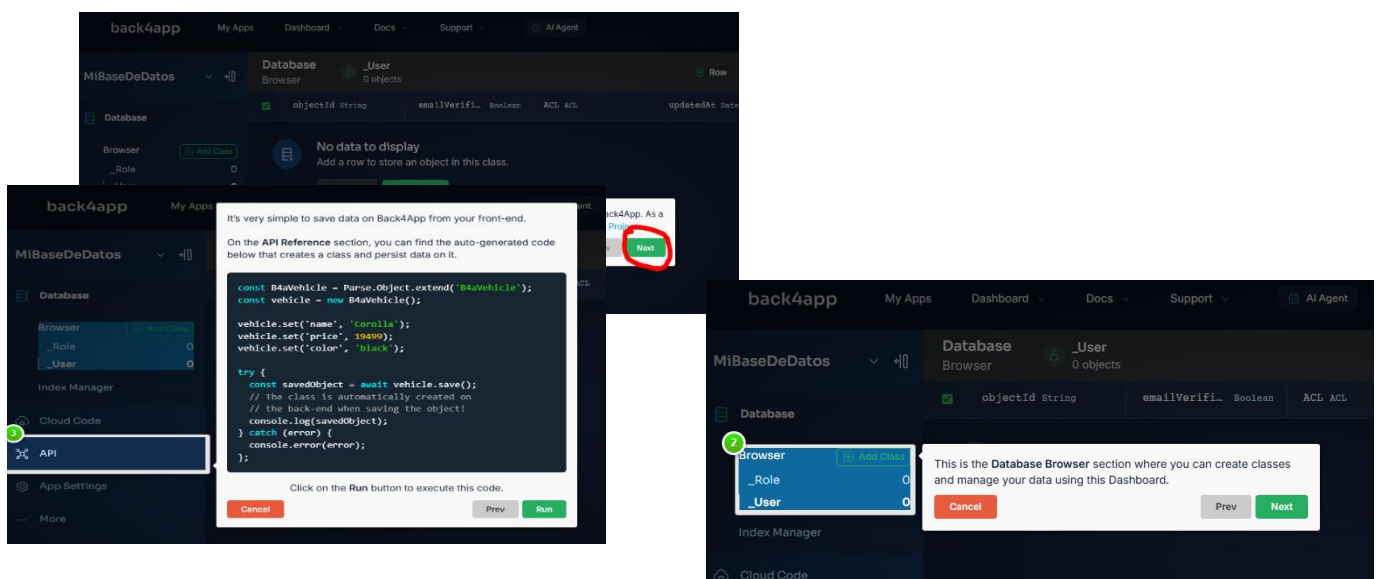 back4app My Apps Dashboard Docs Support AI Agent
MiBaseDeDatos
Database
Browser
_User
0 objects
Row
objectId String emailVerifi… Boolean ACL ACL updatedAt Date
Database
Browser Add Class
_Role 0
No data to display
Add a row to store an object in this class.
ack4App. As a
Next
back4app My Apps
MiBaseDeDatos
Database
Browser Add Class
_Role 0
_User 0
Index Manager
Cloud Code
3
API
App Settings
More
It's very simple to save data on Back4App from your front-end.
On the API Reference section, you can find the auto-generated code
below that creates a class and persist data on it.
const B4aVehicle = Parse.Object.extend('B4aVehicle');
const vehicle = new B4aVehicle();
vehicle.set('name', 'Corolla');
vehicle.set('price', 19499);
vehicle.set('color', 'black');
try {
const savedObject = await vehicle.save();
// The class is automatically created on
// the back-end when saving the object!
console.log(savedObject);
} catch (error) {
console.error(error);
};
Click on the Run button to execute this code.
Cancel Prev Run
back4app My Apps Dashboard Docs Support AI Agent
MiBaseDeDatos
Database
Browser
_User
0 objects
objectId String emailVerifi… Boolean ACL ACL
Database
2
Browser Add Class
_Role 0
_User 0
Index Manager
Cloud Code
This is the Database Browser section where you can create classes
and manage your data using this Dashboard.
Cancel Prev Next